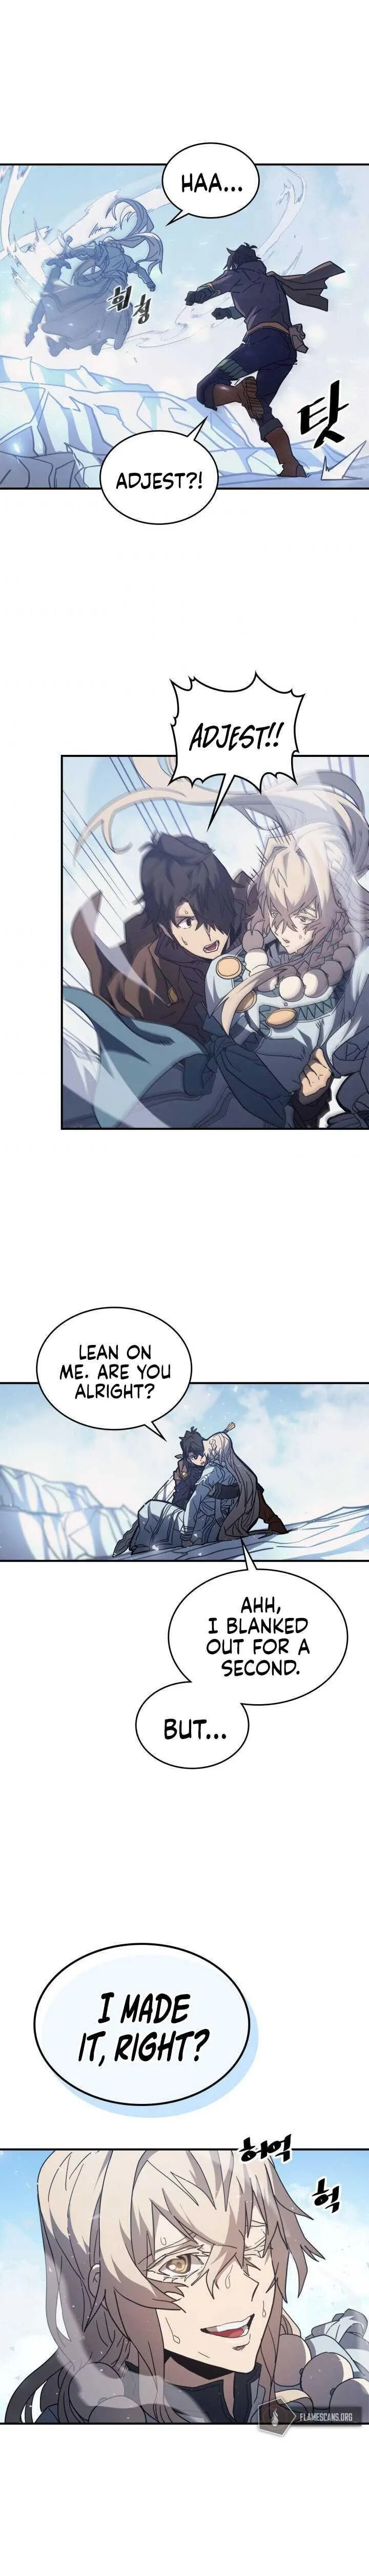 HAA...
휘청
탓
ADJEST?!
ADJEST!!
LEAN ON
ME. ARE YOU
ALRIGHT?
AHH,
I BLANKED
OUT FOR A
SECOND.
BUT...
I MADE
IT, RIGHT?
허억
헉
FLAMESCANS.ORG